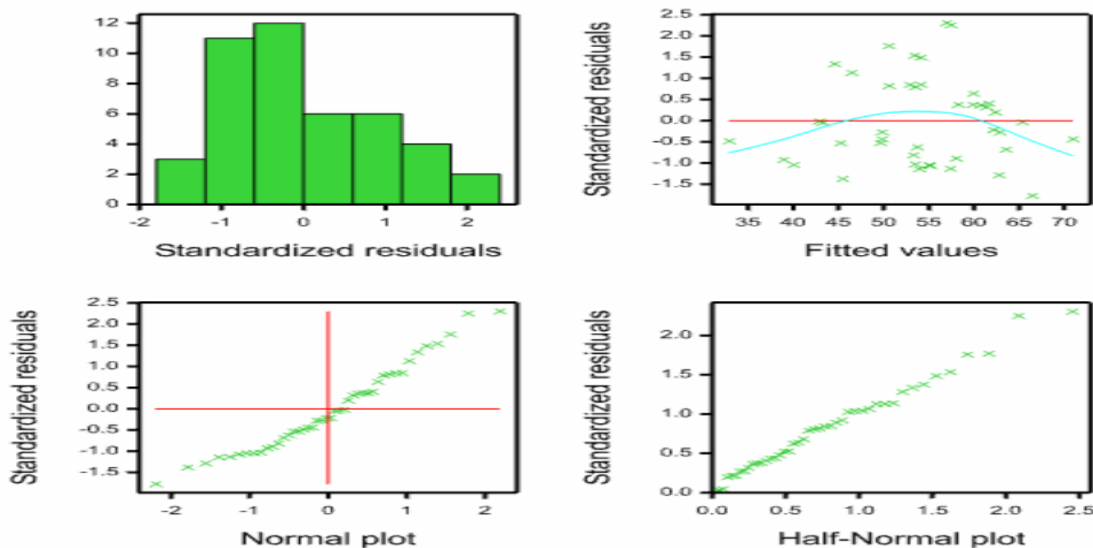 12
10
8
6
4
2
0
-2 -1 0 1 2
Standardized residuals
Standardized residuals
2.5
2.0
1.5
1.0
0.5
0.0
-0.5
-1.0
-1.5
35 40 45 50 55 60 65 70
Fitted values
Standardized residuals
2.5
2.0
1.5
1.0
0.5
0.0
-0.5
-1.0
-1.5
-2 -1 0 1 2
Normal plot
Standardized residuals
2.0
1.5
1.0
0.5
0.0
0.0 0.5 1.0 1.5 2.0 2.5
Half-Normal plot